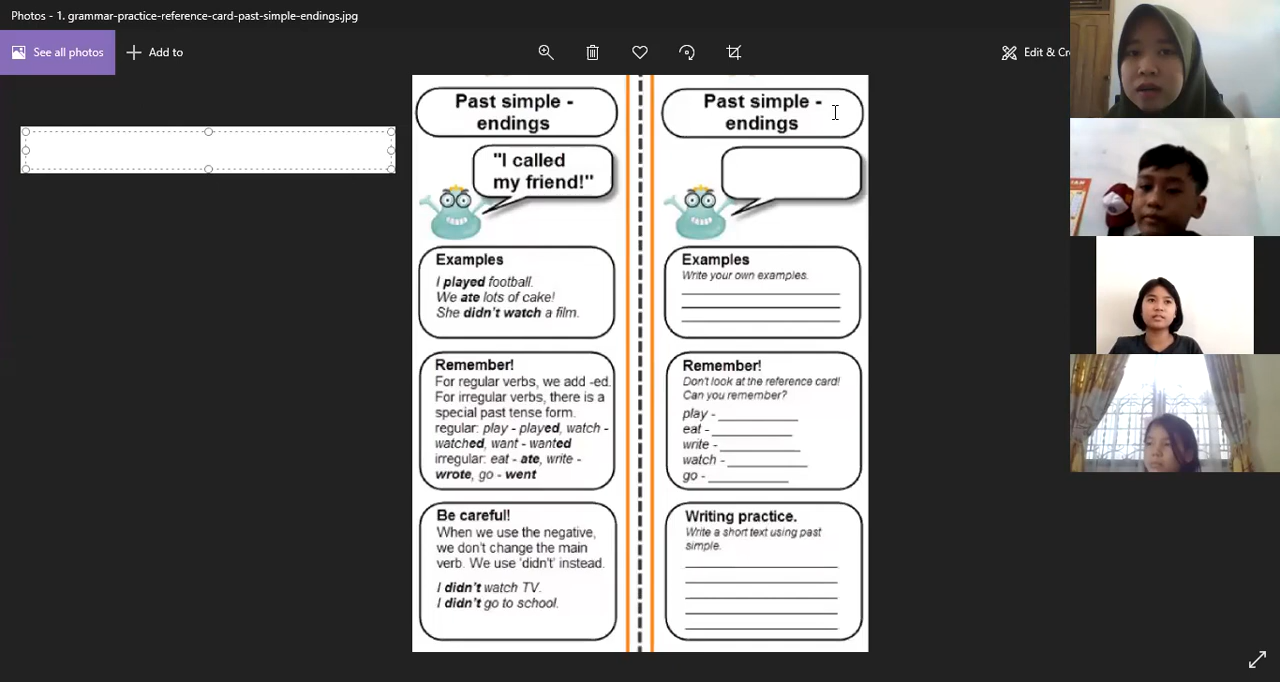 Photos - 1. grammar-practice-reference-card-past-simple-endings.jpg
See all photos
Add to
Edit & Cr
Past simple -
endings
"I called
my friend!"
Examples
I played football.
We ate lots of cake!
She didn't watch a film.
Remember!
For regular verbs, we add -ed.
For irregular verbs, there is a
special past tense form.
regular: play - played, watch -
watched, want - wanted
irregular: eat - ate, write -
wrote, go - went
Be careful!
When we use the negative,
we don't change the main
verb. We use 'didn't' instead.
I didn't watch TV.
I didn't go to school.
Past simple -
endings
Examples
Write your own examples.
Remember!
Don't look at the reference card!
Can you remember?
play -
eat -
write -
watch -
go -
Writing practice.
Write a short text using past
simple.